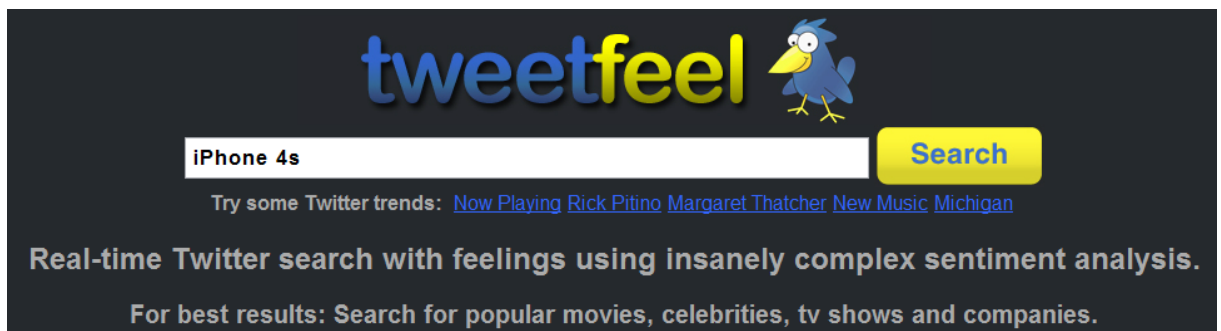 tweetfeel
iPhone 4s Search
Try some Twitter trends: Now Playing Rick Pitino Margaret Thatcher New Music Michigan
Real-time Twitter search with feelings using insanely complex sentiment analysis.
For best results: Search for popular movies, celebrities, tv shows and companies.